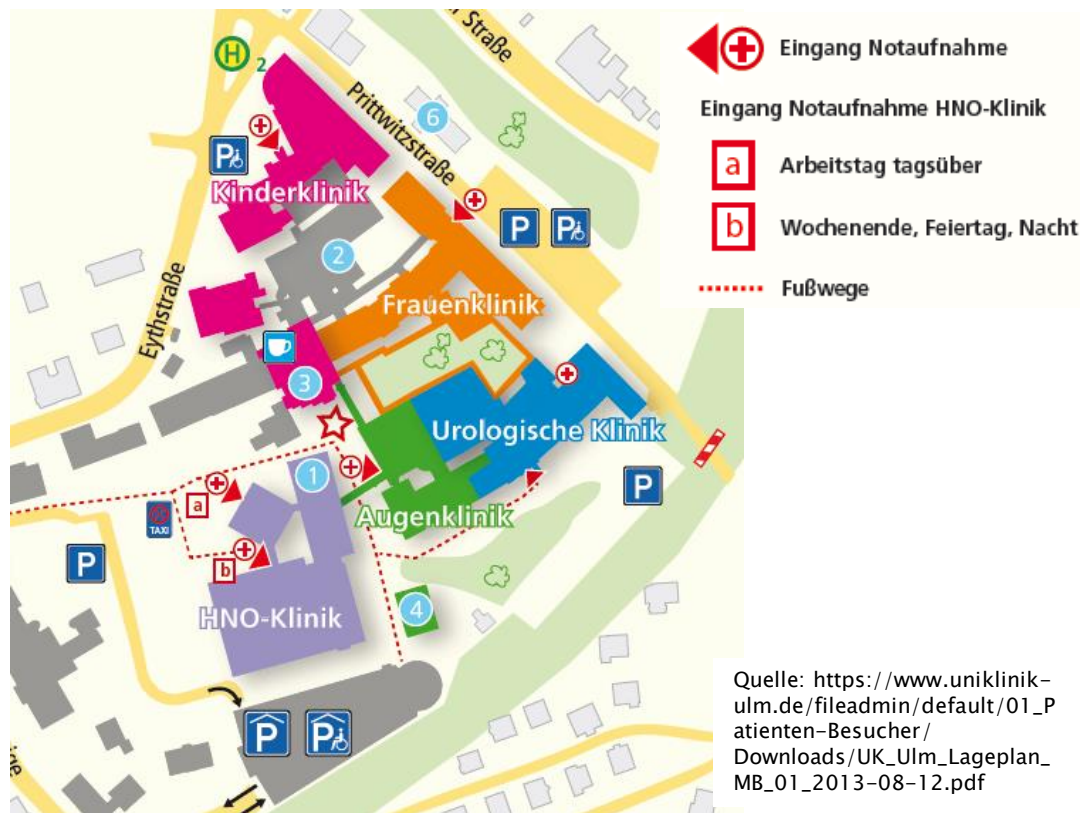 r Straße
H
2
Prittwitzstraße
6
P
Kinderklinik
P
P
2
Eythstraße
Frauenklinik
3
Urologische Klinik
1
a
P
Augenklinik
TAXI
P
b
4
HNO-Klinik
P
P
ige
Eingang Notaufnahme
Eingang Notaufnahme HNO-Klinik
a
Arbeitstag tagsüber
b
Wochenende, Feiertag, Nacht
Fußwege
Quelle: https://www.uniklinik-
ulm.de/fileadmin/default/01_P
atienten-Besucher/
Downloads/UK_Ulm_Lageplan_
MB_01_2013-08-12.pdf